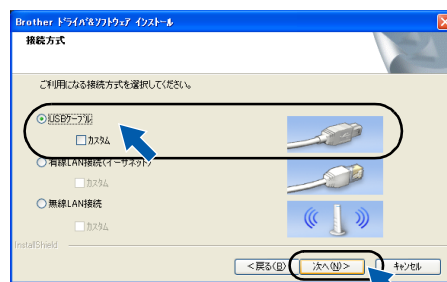 Brother ﾄﾞﾗｲﾊﾞ&ｿﾌﾄｳｪｱ ｲﾝｽﾄｰﾙ
接続方式
ご利用になる接続方式を選択してください。
USBｹｰﾌﾞﾙ
ｶｽﾀﾑ
有線LAN接続(ｲｰｻﾈｯﾄ)
ｶｽﾀﾑ
無線LAN接続
ｶｽﾀﾑ
InstallShield
<戻る(B)
次へ(N)>
ｷｬﾝｾﾙ